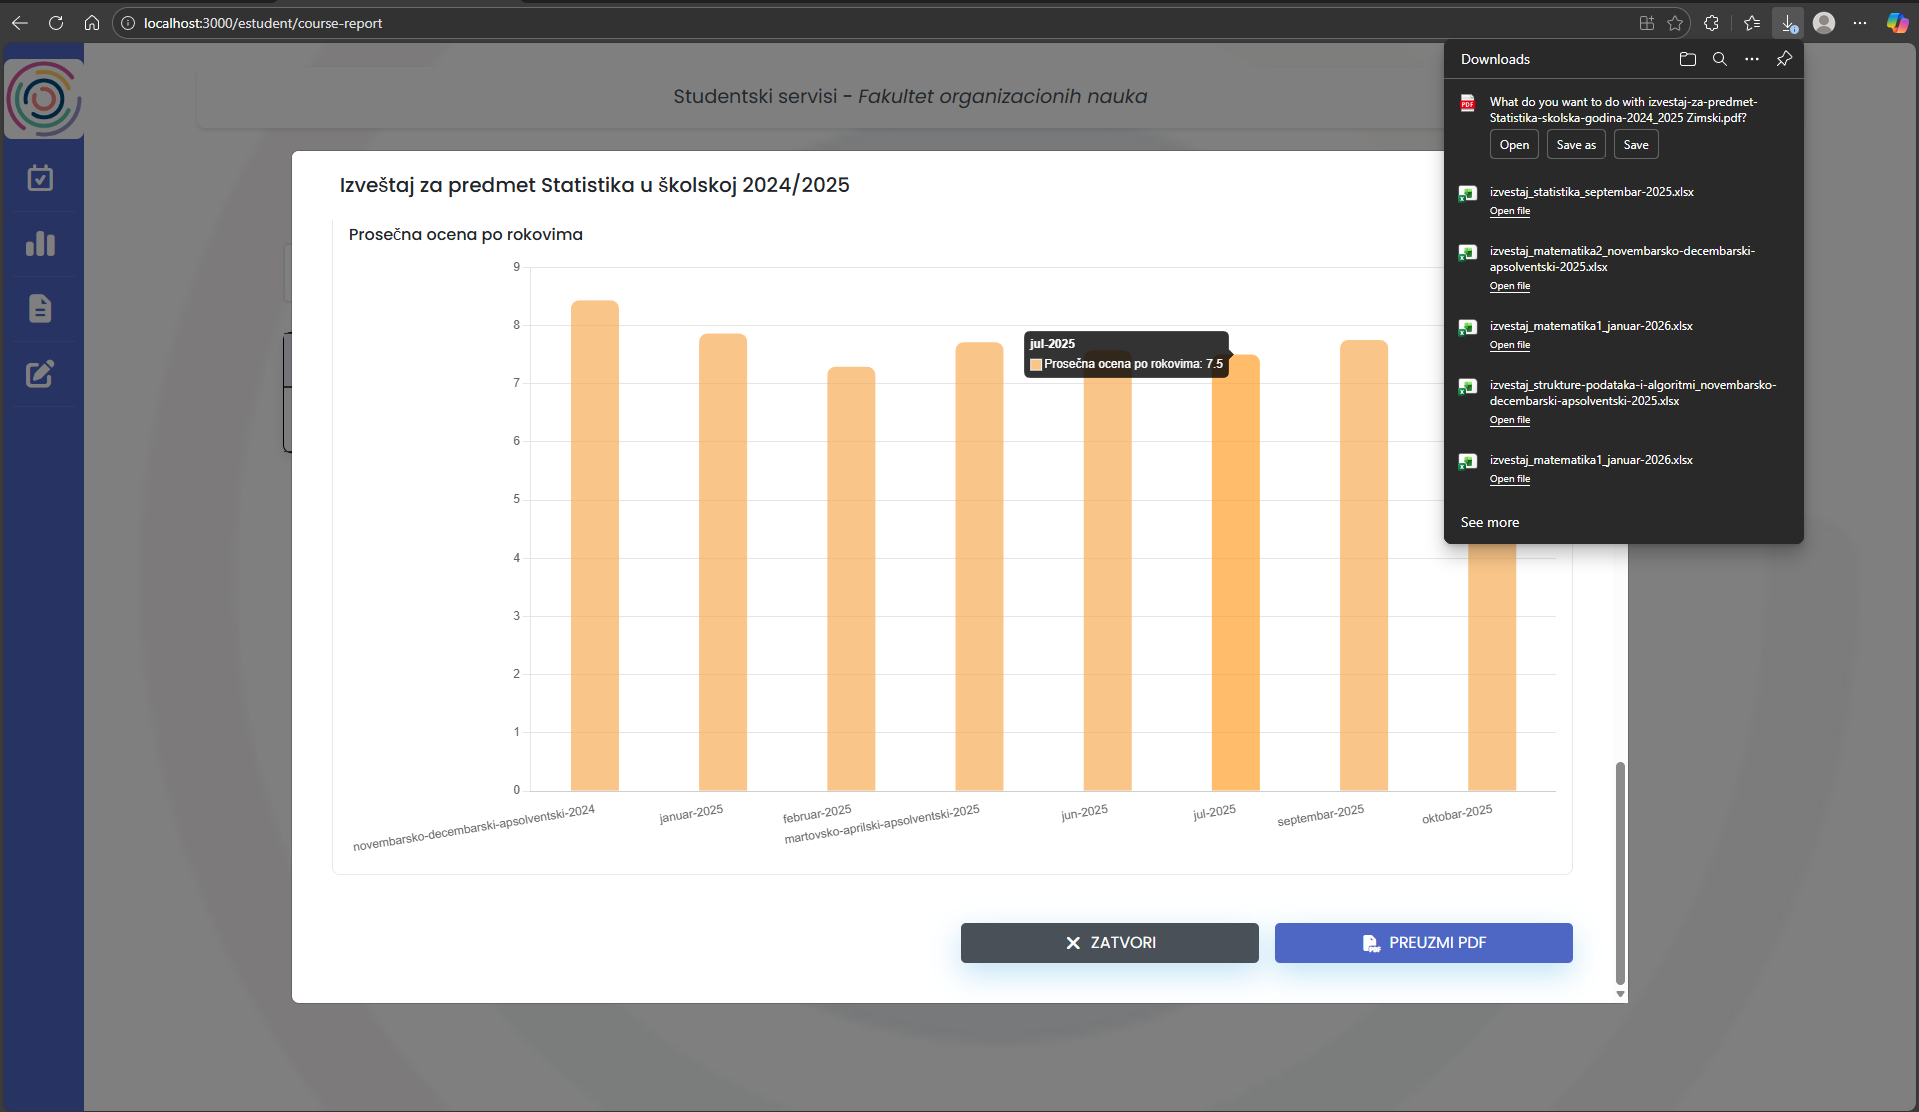 localhost:3000/estudent/course-report
Downloads
What do you want to do with izvestaj-za-predmet-
Statistika-skolska-godina-2024_2025 Zimski.pdf?
Open
Save as
Save
izvestaj_statistika_septembar-2025.xlsx
Open file
izvestaj_matematika2_novembarsko-decembarski-
apsolventski-2025.xlsx
Open file
izvestaj_matematika1_januar-2026.xlsx
Open file
izvestaj_strukture-podataka-i-algoritmi_novembarsko-
decembarski-apsolventski-2025.xlsx
Open file
izvestaj_matematika1_januar-2026.xlsx
Open file
See more
Studentski servisi - Fakultet organizacionih nauka
Izveštaj za predmet Statistika u školskoj 2024/2025
Prosečna ocena po rokovima
9
8
7
6
5
4
3
2
1
0
jul-2025
Prosečna ocena po rokovima: 7.5
novembarsko-decembarski-apsolventski-2024
januar-2025
februar-2025
martovsko-aprilski-apsolventski-2025
jun-2025
jul-2025
septembar-2025
oktobar-2025
ZATVORI
PREUZMI PDF